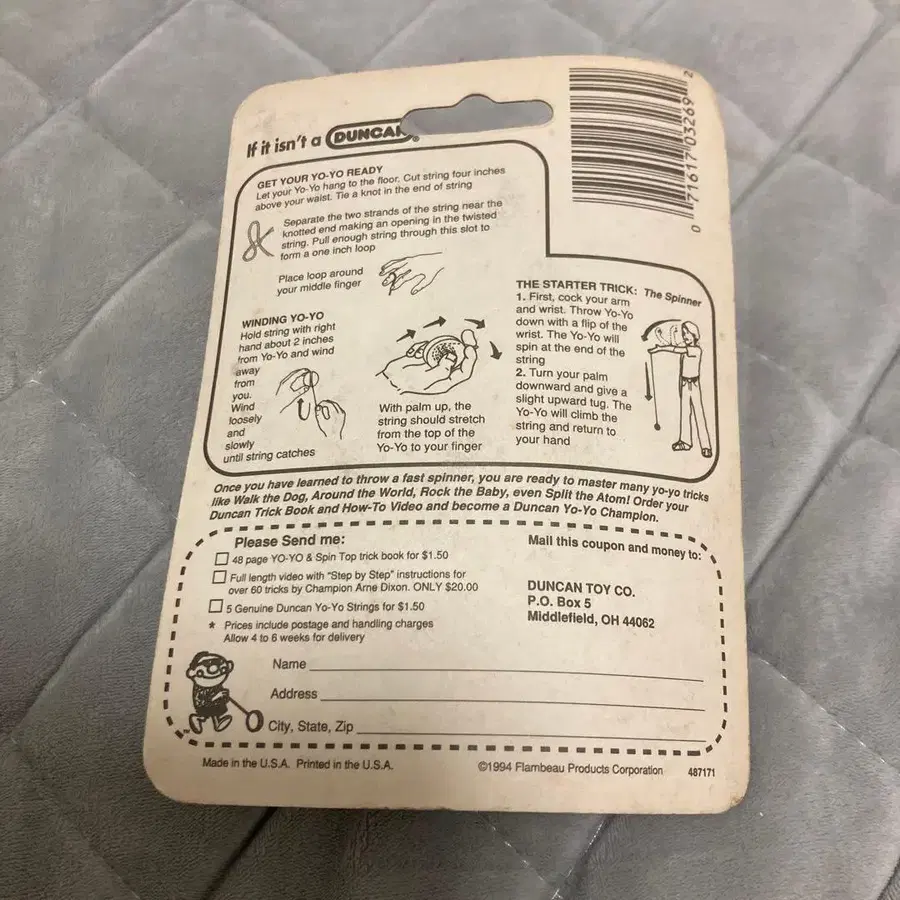 If it isn't a DUNCAN®
0 71617 03269 2
GET YOUR YO-YO READY
Let your Yo-Yo hang to the floor. Cut string four inches
above your waist. Tie a knot in the end of string
Separate the two strands of the string near the
knotted end making an opening in the twisted
string. Pull enough string through this slot to
form a one inch loop
Place loop around
your middle finger
WINDING YO-YO
Hold string with right
hand about 2 inches
from Yo-Yo and wind
away
from
you.
Wind
loosely
and
slowly
until string catches
With palm up, the
string should stretch
from the top of the
Yo-Yo to your finger
THE STARTER TRICK: The Spinner
1. First, cock your arm
and wrist. Throw Yo-Yo
down with a flip of the
wrist. The Yo-Yo will
spin at the end of the
string
2. Turn your palm
downward and give a
slight upward tug. The
Yo-Yo will climb the
string and return to
your hand
Once you have learned to throw a fast spinner, you are ready to master many yo-yo tricks
like Walk the Dog, Around the World, Rock the Baby, even Split the Atom! Order your
Duncan Trick Book and How-To Video and become a Duncan Yo-Yo Champion.
Please Send me:
48 page YO-YO & Spin Top trick book for $1.50
Full length video with "Step by Step" instructions for
over 60 tricks by Champion Arne Dixon. ONLY $20.00
5 Genuine Duncan Yo-Yo Strings for $1.50
* Prices include postage and handling charges
Allow 4 to 6 weeks for delivery
Mail this coupon and money to:
DUNCAN TOY CO.
P.O. Box 5
Middlefield, OH 44062
Name
Address
City, State, Zip
Made in the U.S.A. Printed in the U.S.A.
©1994 Flambeau Products Corporation
487171